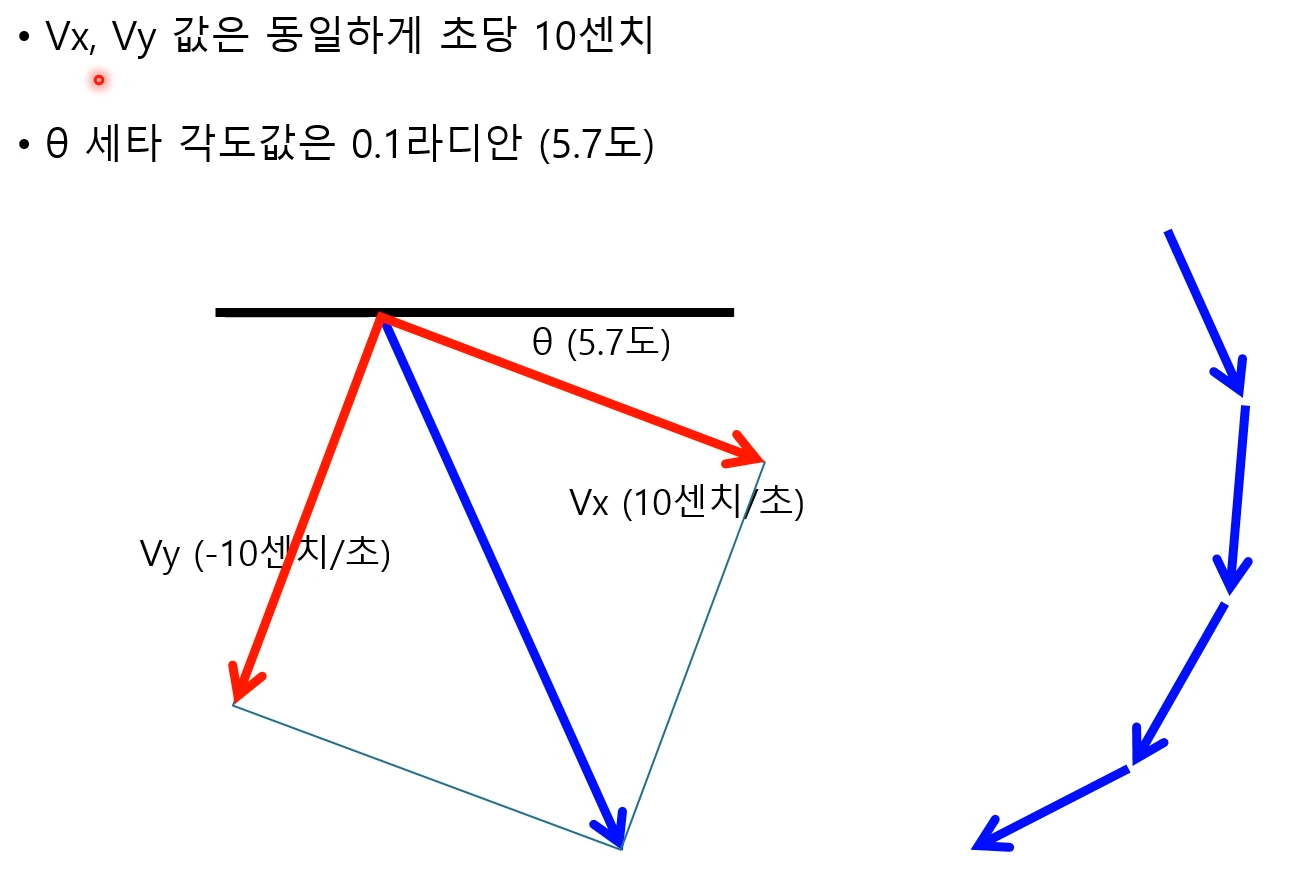 • Vx, Vy 값은 동일하게 초당 10센치
• θ 세타 각도값은 0.1라디안 (5.7도)
θ (5.7도)
Vx (10센치/초)
Vy (-10센치/초)